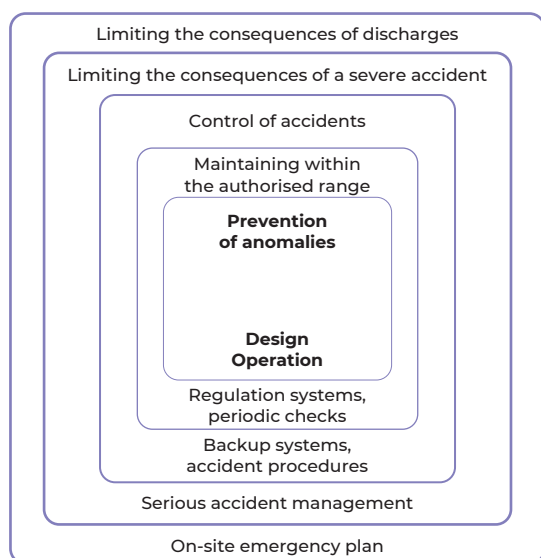 Limiting the consequences of discharges
Limiting the consequences of a severe accident
Control of accidents
Maintaining within
the authorised range
Prevention
of anomalies
Design
Operation
Regulation systems,
periodic checks
Backup systems,
accident procedures
Serious accident management
On-site emergency plan